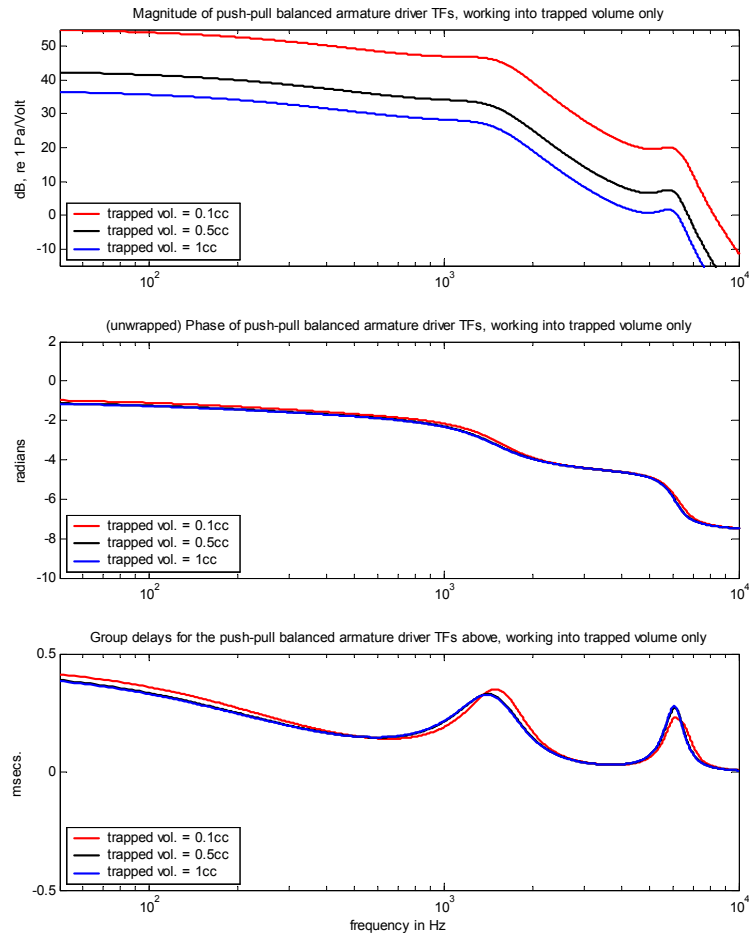 Magnitude of push-pull balanced armature driver TFs, working into trapped volume only
dB, re 1 Pa/Volt
50
40
30
20
10
0
-10
trapped vol. = 0.1cc
trapped vol. = 0.5cc
trapped vol. = 1cc
10^2
10^3
10^4
(unwrapped) Phase of push-pull balanced armature driver TFs, working into trapped volume only
radians
2
0
-2
-4
-6
-8
-10
trapped vol. = 0.1cc
trapped vol. = 0.5cc
trapped vol. = 1cc
10^2
10^3
10^4
Group delays for the push-pull balanced armature driver TFs above, working into trapped volume only
msecs.
0.5
0
-0.5
trapped vol. = 0.1cc
trapped vol. = 0.5cc
trapped vol. = 1cc
10^2
10^3
10^4
frequency in Hz